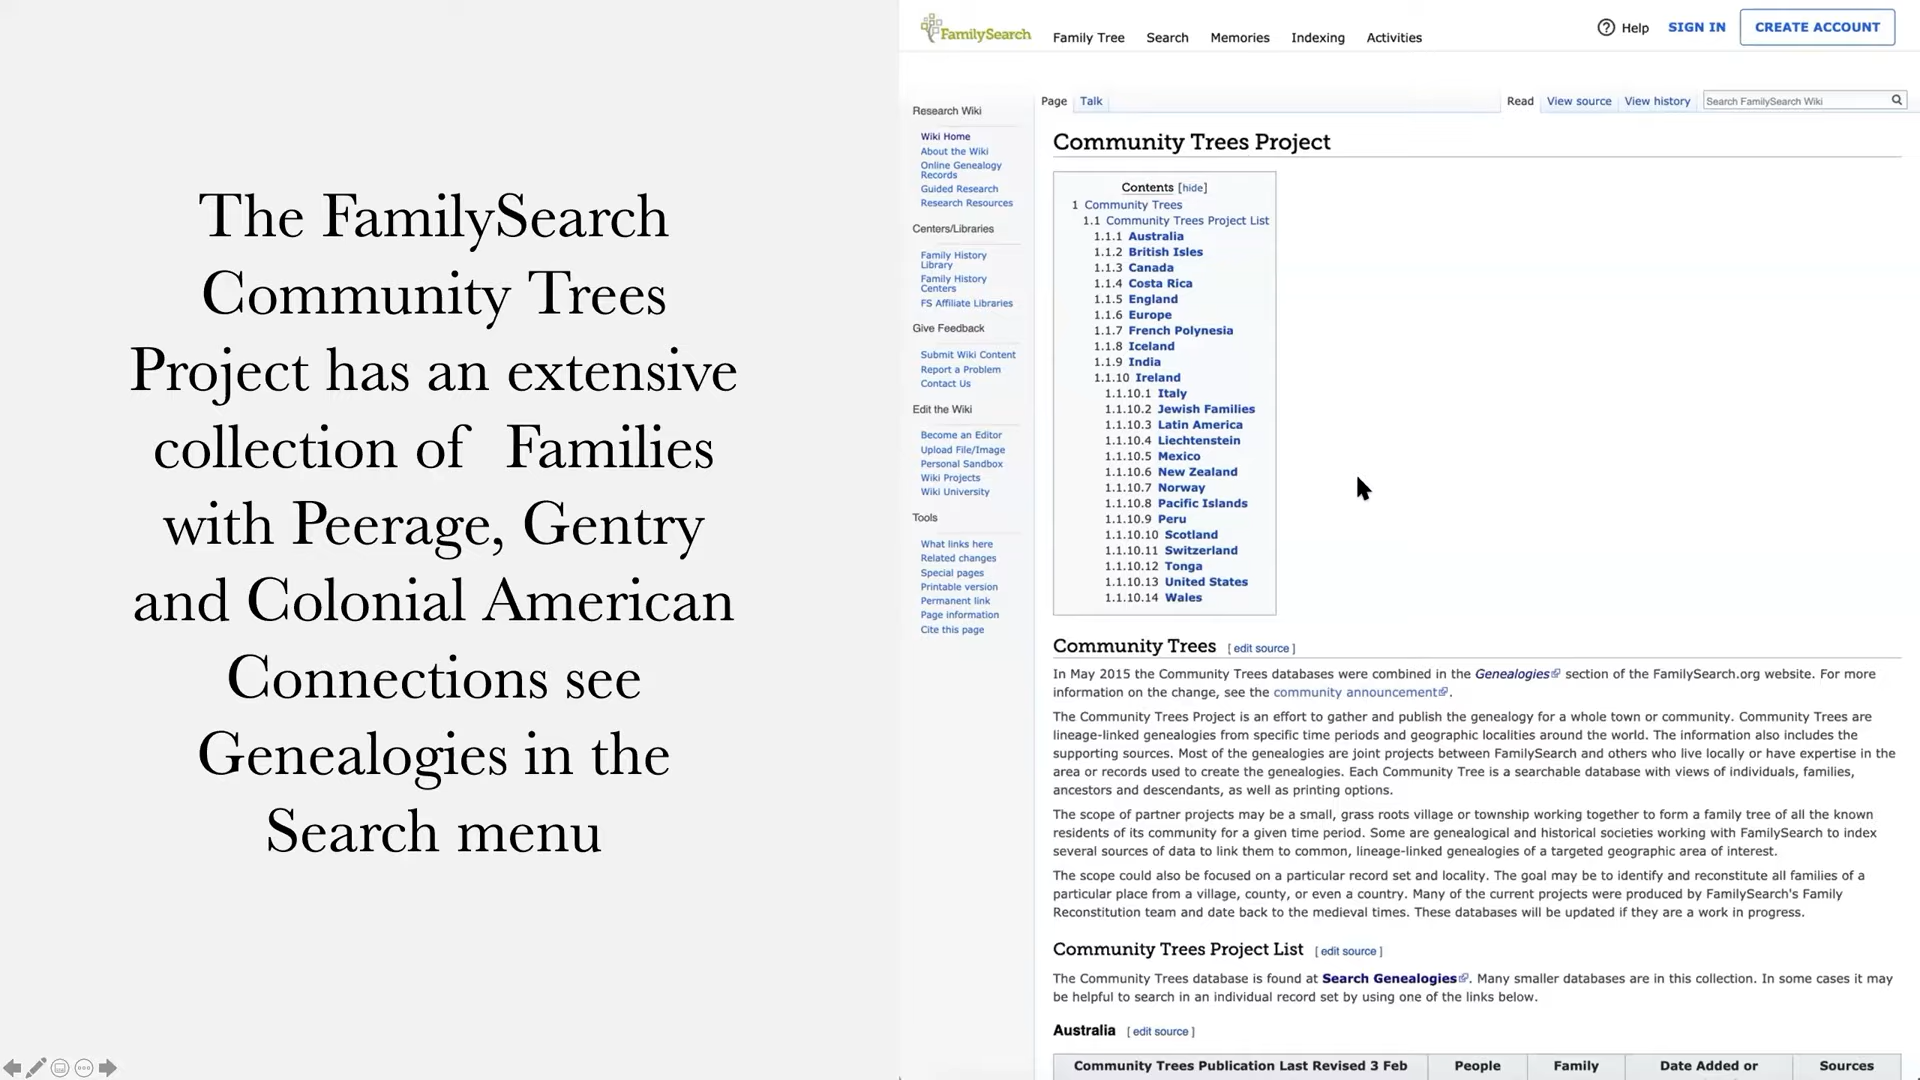 The FamilySearch
Community Trees
Project has an extensive
collection of Families
with Peerage, Gentry
and Colonial American
Connections see
Genealogies in the
Search menu
FamilySearch
Family Tree
Search
Memories
Indexing
Activities
Help
SIGN IN
CREATE ACCOUNT
Research Wiki
Wiki Home
About the Wiki
Online Genealogy
Records
Guided Research
Research Resources
Centers/Libraries
Family History
Library
Family History
Centers
FS Affiliate Libraries
Give Feedback
Submit Wiki Content
Report a Problem
Contact Us
Edit the Wiki
Become an Editor
Upload File/Image
Personal Sandbox
Wiki Projects
Wiki University
Tools
What links here
Related changes
Special pages
Printable version
Permanent link
Page information
Cite this page
Page
Talk
Read
View source
View history
Search FamilySearch Wiki
Community Trees Project
Contents [hide]
1 Community Trees
1.1 Community Trees Project List
1.1.1 Australia
1.1.2 British Isles
1.1.3 Canada
1.1.4 Costa Rica
1.1.5 England
1.1.6 Europe
1.1.7 French Polynesia
1.1.8 Iceland
1.1.9 India
1.1.10 Ireland
1.1.10.1 Italy
1.1.10.2 Jewish Families
1.1.10.3 Latin America
1.1.10.4 Liechtenstein
1.1.10.5 Mexico
1.1.10.6 New Zealand
1.1.10.7 Norway
1.1.10.8 Pacific Islands
1.1.10.9 Peru
1.1.10.10 Scotland
1.1.10.11 Switzerland
1.1.10.12 Tonga
1.1.10.13 United States
1.1.10.14 Wales
Community Trees [ edit source ]
In May 2015 the Community Trees databases were combined in the Genealogies section of the FamilySearch.org website. For more
information on the change, see the community announcement.
The Community Trees Project is an effort to gather and publish the genealogy for a whole town or community. Community Trees are
lineage-linked genealogies from specific time periods and geographic localities around the world. The information also includes the
supporting sources. Most of the genealogies are joint projects between FamilySearch and others who live locally or have expertise in the
area or records used to create the genealogies. Each Community Tree is a searchable database with views of individuals, families,
ancestors and descendants, as well as printing options.
The scope of partner projects may be a small, grass roots village or township working together to form a family tree of all the known
residents of its community for a given time period. Some are genealogical and historical societies working with FamilySearch to index
several sources of data to link them to common, lineage-linked genealogies of a targeted geographic area of interest.
The scope could also be focused on a particular record set and locality. The goal may be to identify and reconstitute all families of a
particular place from a village, county, or even a country. Many of the current projects were produced by FamilySearch's Family
Reconstitution team and date back to the medieval times. These databases will be updated if they are a work in progress.
Community Trees Project List [ edit source ]
The Community Trees database is found at Search Genealogies. Many smaller databases are in this collection. In some cases it may
be helpful to search in an individual record set by using one of the links below.
Australia [ edit source ]
Community Trees Publication Last Revised 3 Feb
People
Family
Date Added or
Sources